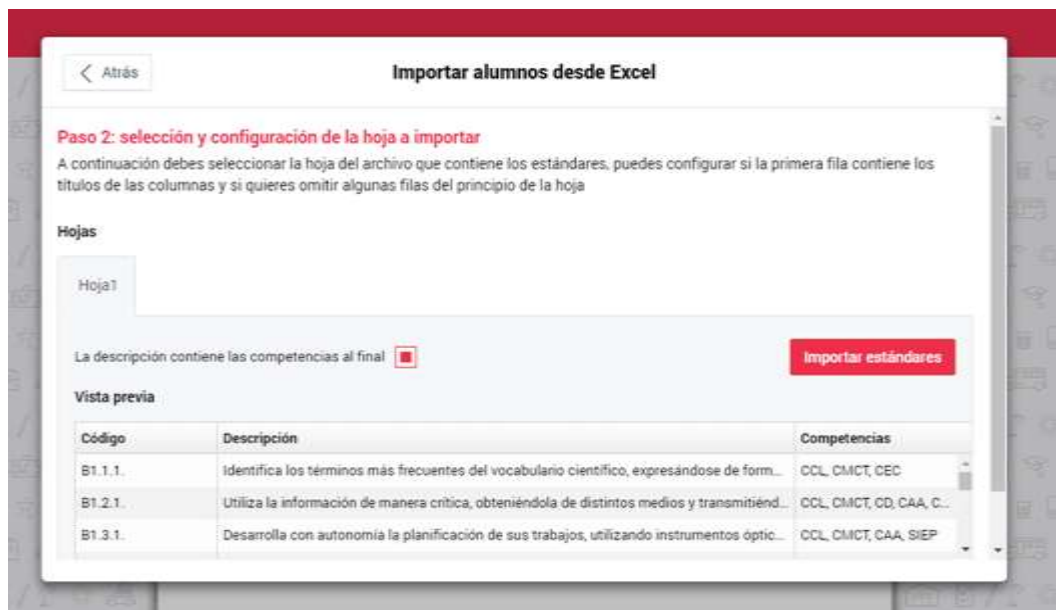 Atrás
Importar alumnos desde Excel
Paso 2: selección y configuración de la hoja a importar
A continuación debes seleccionar la hoja del archivo que contiene los estándares, puedes configurar si la primera fila contiene los
títulos de las columnas y si quieres omitir algunas filas del principio de la hoja
Hojas
Hoja1
La descripción contiene las competencias al final
Importar estándares
Vista previa
Código Descripción Competencias
B1.1.1. Identifica los términos más frecuentes del vocabulario científico, expresándose de form... CCL, CMCT, CEC
B1.2.1. Utiliza la información de manera crítica, obteniéndola de distintos medios y transmitiénd... CCL, CMCT, CD, CAA, C...
B1.3.1. Desarrolla con autonomía la planificación de sus trabajos, utilizando instrumentos óptic... CCL, CMCT, CAA, SIEP